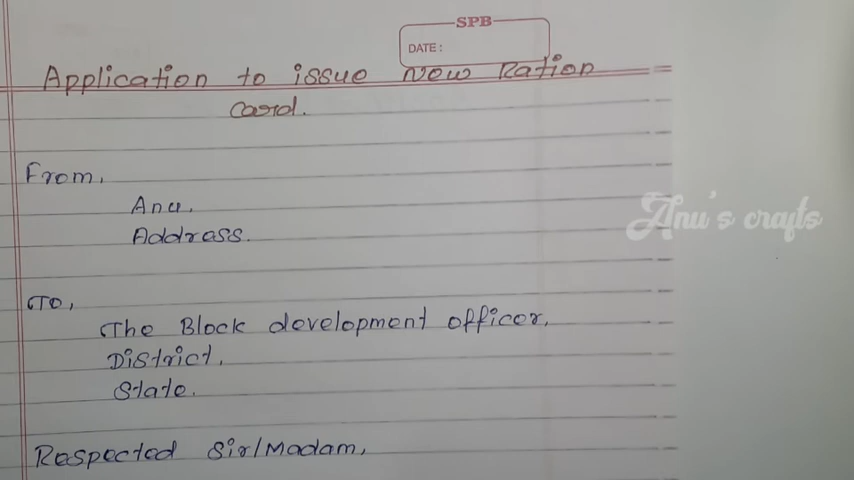 SPB
DATE :
Application to issue New Ration
Card.
From,
Anu.
Address.
To,
The Block development officer,
District,
State.
Respected Sir/Madam,
Anu's crafts